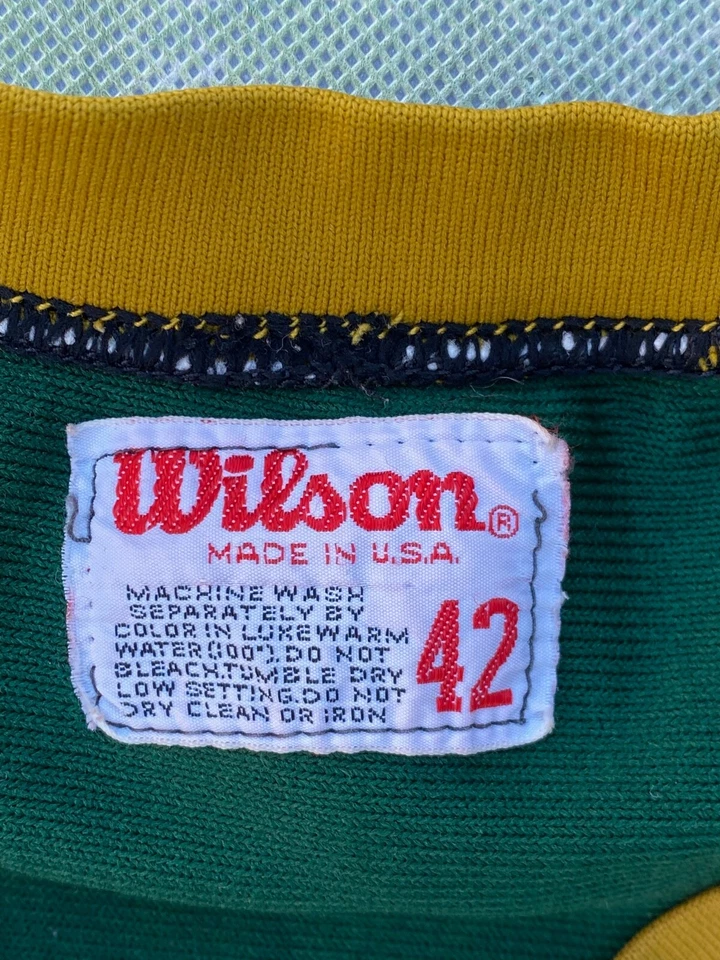 Wilson®
MADE IN U.S.A.
MACHINE WASH
SEPARATELY BY
COLOR IN LUKEWARM
WATER(100°).DO NOT
BLEACH.TUMBLE DRY
LOW SETTING.DO NOT
DRY CLEAN OR IRON
42